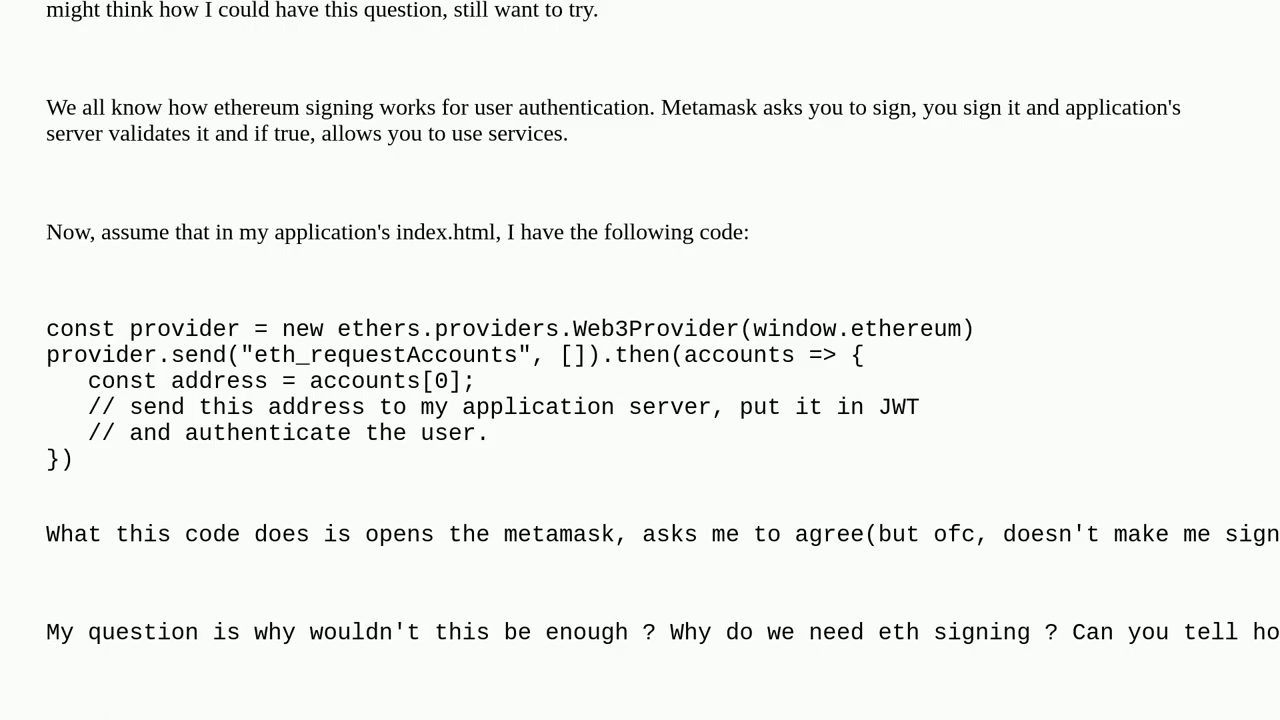 might think how I could have this question, still want to try.
We all know how ethereum signing works for user authentication. Metamask asks you to sign, you sign it and application's
server validates it and if true, allows you to use services.
Now, assume that in my application's index.html, I have the following code:
const provider = new ethers.providers.Web3Provider(window.ethereum)
provider.send("eth_requestAccounts", []).then(accounts => {
   const address = accounts[0];
   // send this address to my application server, put it in JWT
   // and authenticate the user.
})
What this code does is opens the metamask, asks me to agree(but ofc, doesn't make me sign
My question is why wouldn't this be enough ? Why do we need eth signing ? Can you tell ho